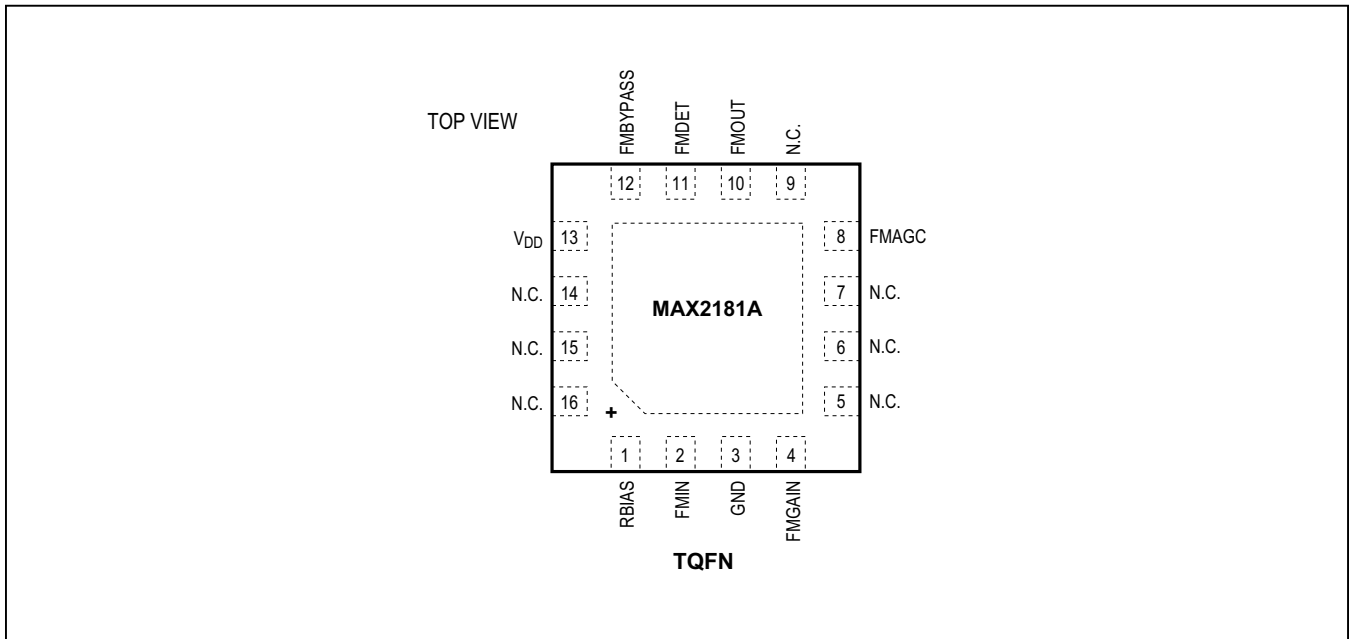 TOP VIEW
FMBYPASS
FMDET
FMOUT
N.C.
12 11 10 9
VDD 13
8 FMAGC
N.C. 14
7 N.C.
MAX2181A
N.C. 15
6 N.C.
N.C. 16
5 N.C.
+
1 2 3 4
RBIAS
FMIN
GND
FMGAIN
TQFN